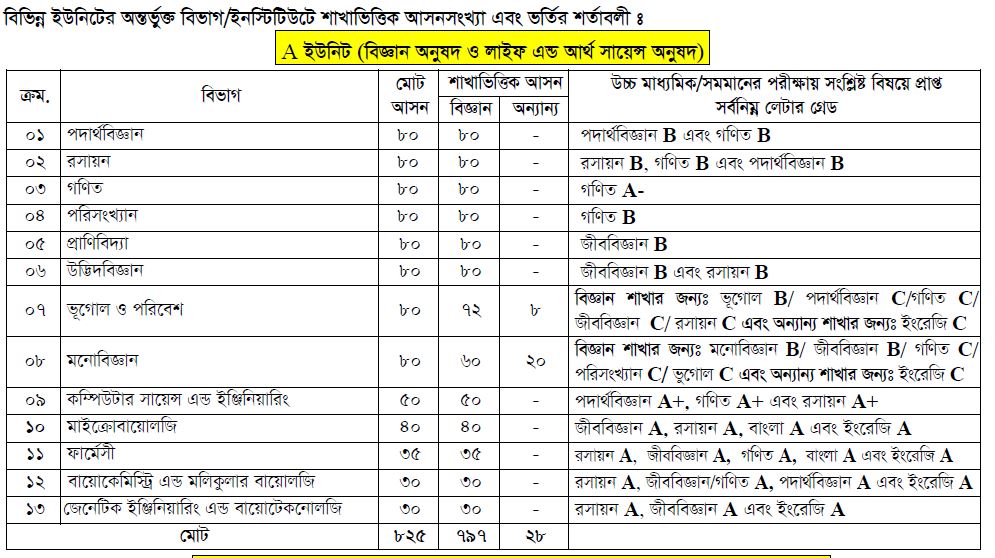 বিভিন্ন ইউনিটের অন্তর্ভুক্ত বিভাগ/ইনস্টিটিউটে শাখাভিত্তিক আসনসংখ্যা এবং ভর্তির শর্তাবলী ঃ
A ইউনিট (বিজ্ঞান অনুষদ ও লাইফ এন্ড আর্থ সায়েন্স অনুষদ)
ক্রম. বিভাগ মোট আসন শাখাভিত্তিক আসন উচ্চ মাধ্যমিক/সমমানের পরীক্ষায় সংশ্লিষ্ট বিষয়ে প্রাপ্ত
বিজ্ঞান অন্যান্য সর্বনিম্ন লেটার গ্রেড
০১ পদার্থবিজ্ঞান ৮০ ৮০ - পদার্থবিজ্ঞান B এবং গণিত B
০২ রসায়ন ৮০ ৮০ - রসায়ন B, গণিত B এবং পদার্থবিজ্ঞান B
০৩ গণিত ৮০ ৮০ - গণিত A-
০৪ পরিসংখ্যান ৮০ ৮০ - গণিত B
০৫ প্রাণিবিদ্যা ৮০ ৮০ - জীববিজ্ঞান B
০৬ উদ্ভিদবিজ্ঞান ৮০ ৮০ - জীববিজ্ঞান B এবং রসায়ন B
০৭ ভূগোল ও পরিবেশ ৮০ ৭২ ৮ বিজ্ঞান শাখার জন্যঃ ভূগোল B/ পদার্থবিজ্ঞান C/গণিত C/
জীববিজ্ঞান C/ রসায়ন C এবং অন্যান্য শাখার জন্যঃ ইংরেজি C
০৮ মনোবিজ্ঞান ৮০ ৬০ ২০ বিজ্ঞান শাখার জন্যঃ মনোবিজ্ঞান B/ জীববিজ্ঞান B/ গণিত C/
পরিসংখ্যান C/ ভুগোল C এবং অন্যান্য শাখার জন্যঃ ইংরেজি C
০৯ কম্পিউটার সায়েন্স এন্ড ইঞ্জিনিয়ারিং ৫০ ৫০ - পদার্থবিজ্ঞান A+, গণিত A+ এবং রসায়ন A+
১০ মাইক্রোবায়োলজি ৪০ ৪০ - জীববিজ্ঞান A, রসায়ন A, বাংলা A এবং ইংরেজি A
১১ ফার্মেসী ৩৫ ৩৫ - রসায়ন A, জীববিজ্ঞান A, গণিত A, বাংলা A এবং ইংরেজি A
১২ বায়োকেমিস্ট্রি এন্ড মলিকুলার বায়োলজি ৩০ ৩০ - রসায়ন A, জীববিজ্ঞান/গণিত A, পদার্থবিজ্ঞান A এবং ইংরেজি A
১৩ জেনেটিক ইঞ্জিনিয়ারিং এন্ড বায়োটেকনোলজি ৩০ ৩০ - রসায়ন A, জীববিজ্ঞান A এবং ইংরেজি A
মোট ৮২৫ ৭৯৭ ২৮